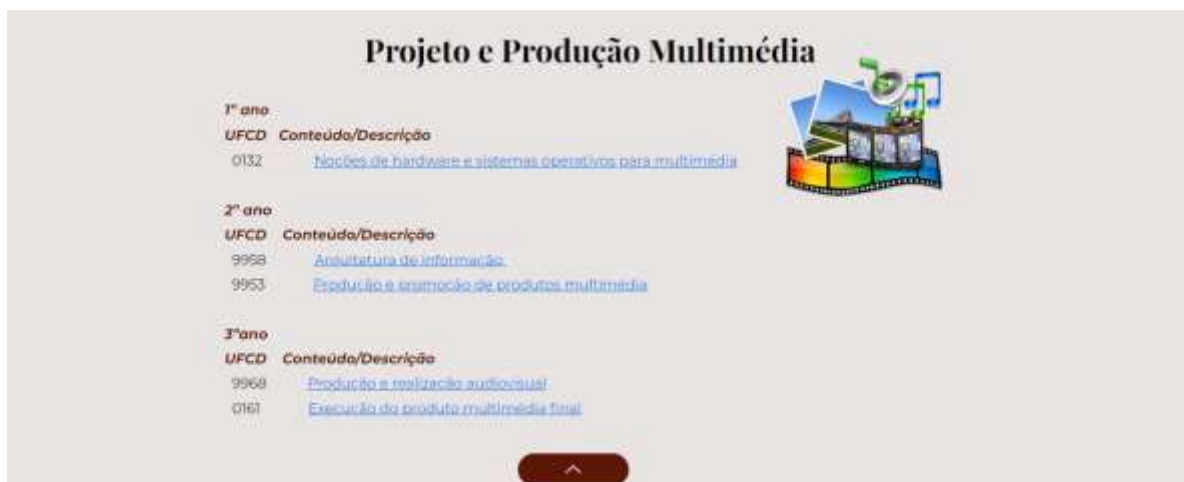 Projeto e Produção Multimédia
1º ano
UFCD Conteúdo/Descrição
0132 Noções de hardware e sistemas operativos para multimédia
2º ano
UFCD Conteúdo/Descrição
9958 Arquitatura de informação
9953 Produção e promoção de produtos multimédia
3ºano
UFCD Conteúdo/Descrição
9968 Produção e realização audiovisual
0161 Execução do produto multimédia final